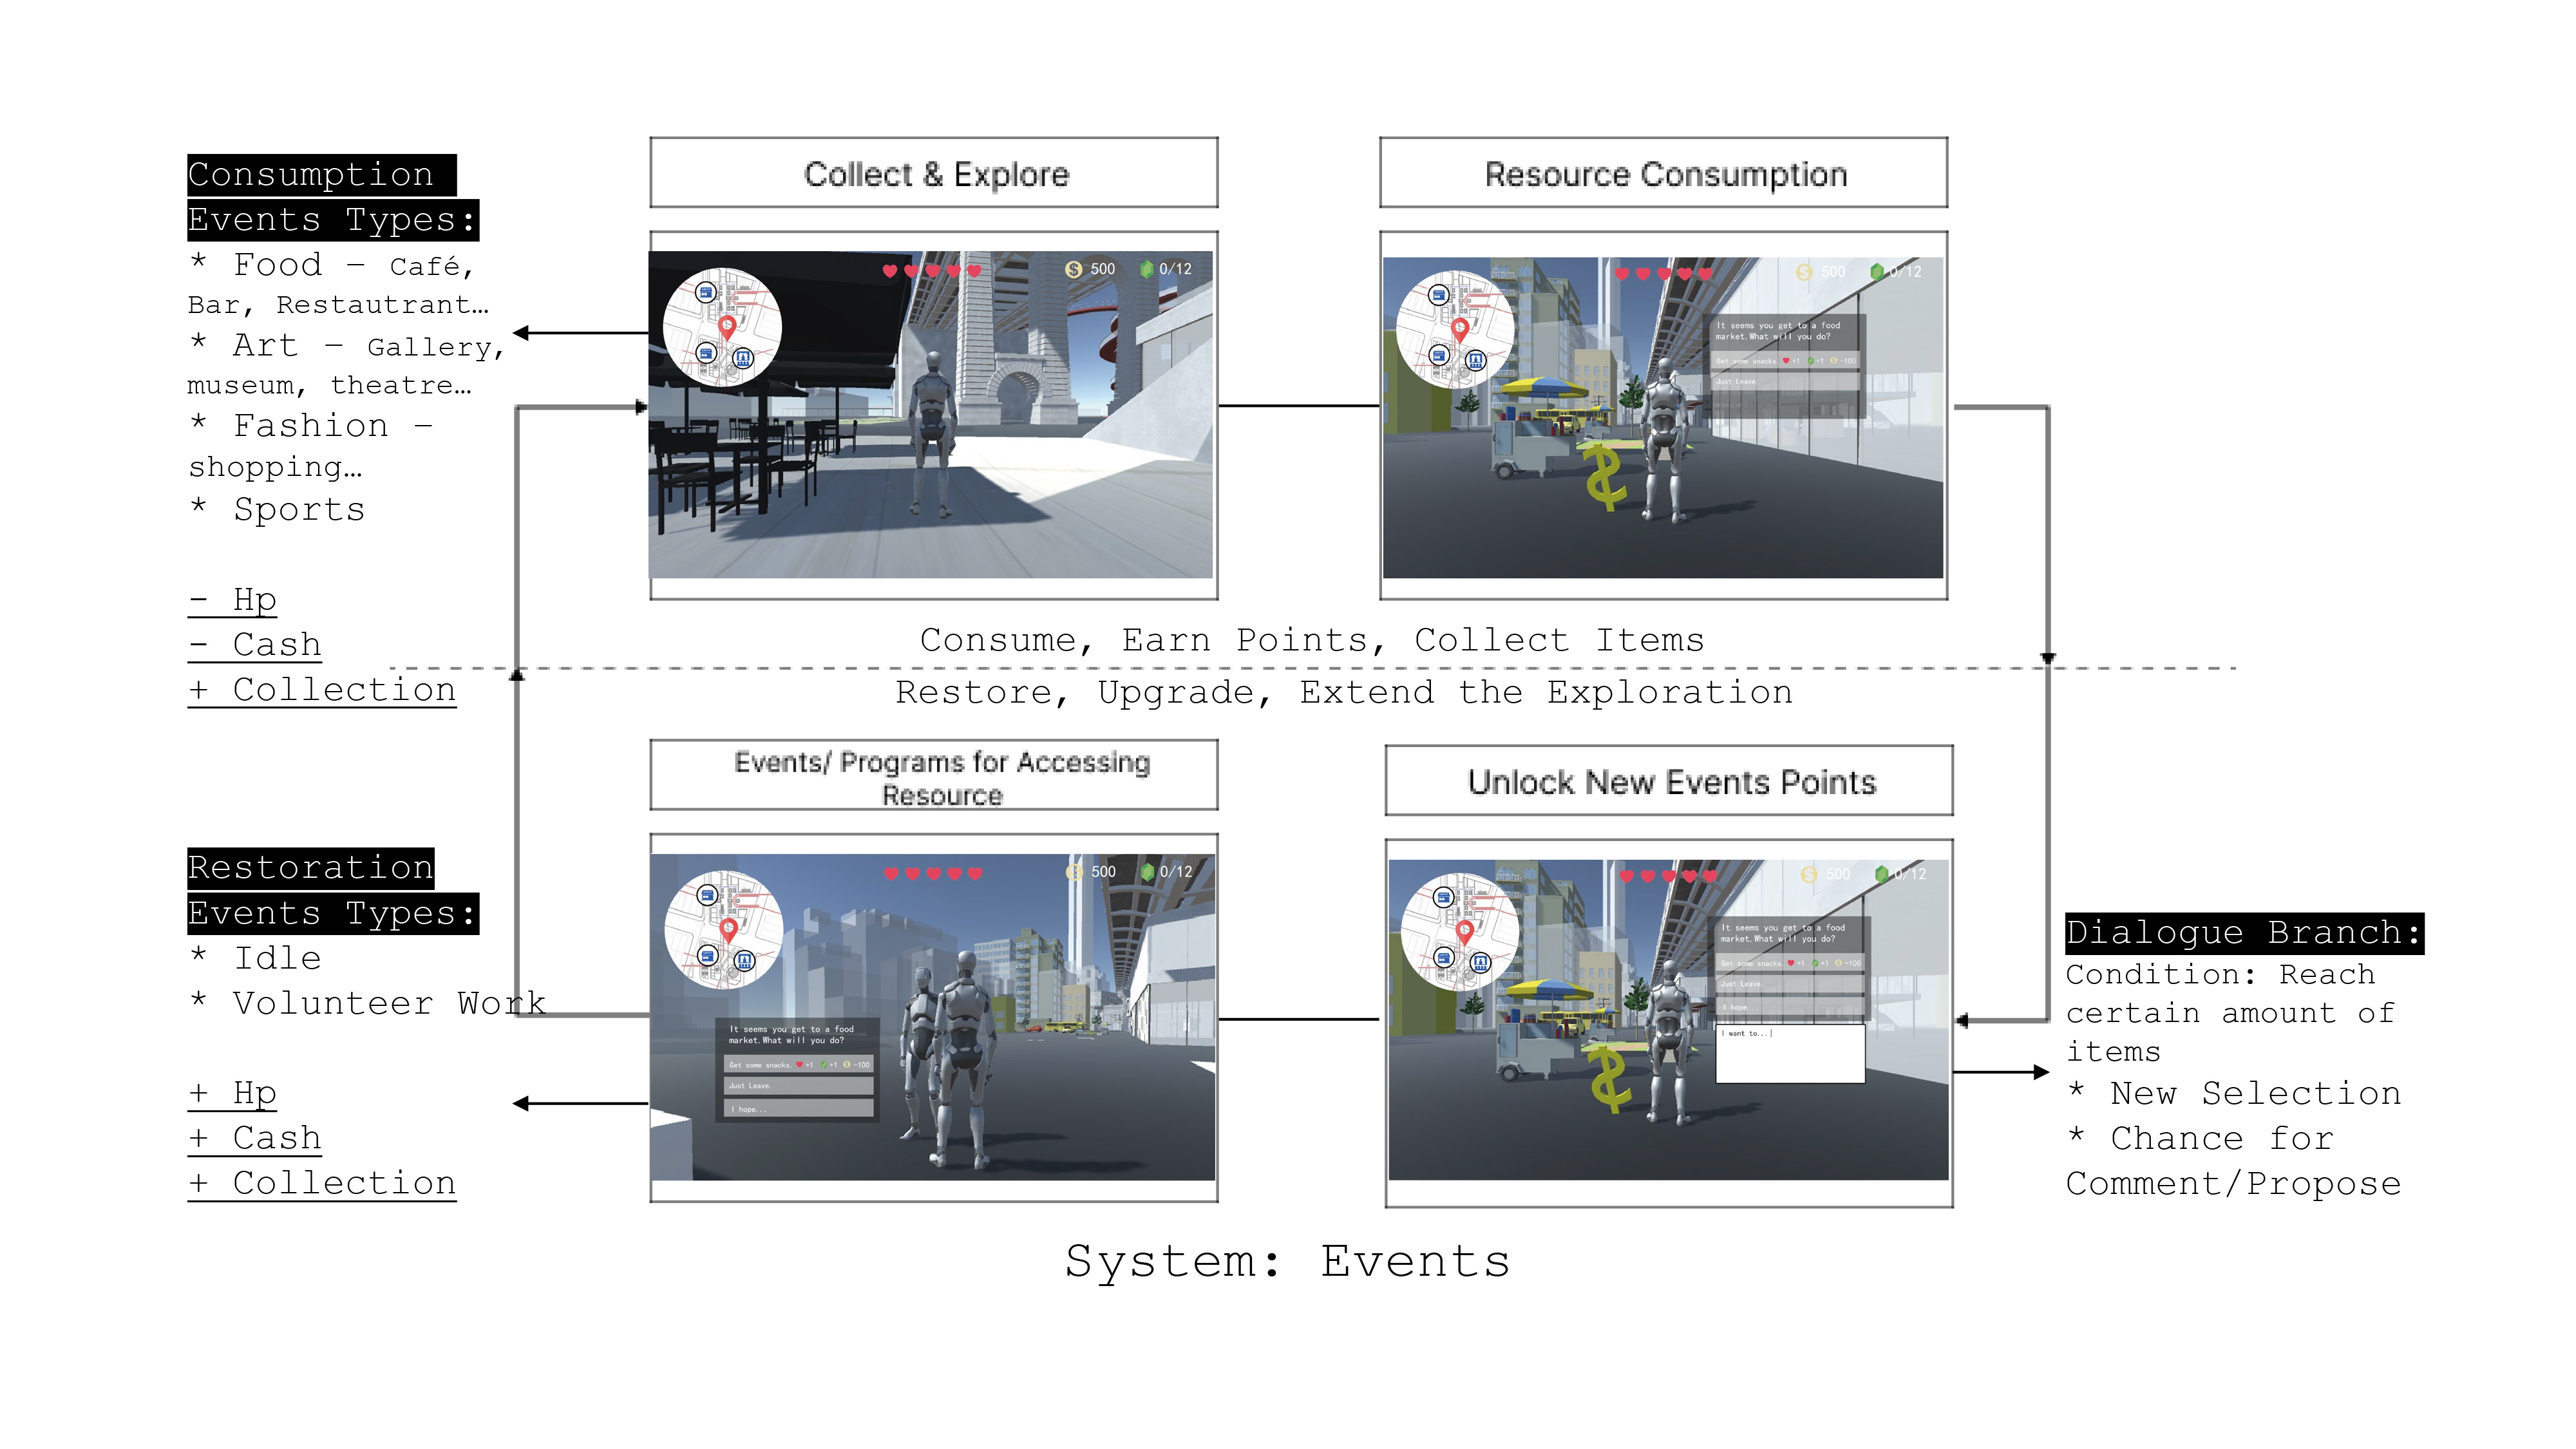 Consumption
Events Types:
* Food – Café,
Bar, Restautrant…
* Art – Gallery,
museum, theatre…
* Fashion –
shopping…
* Sports
- Hp
- Cash
+ Collection
Collect & Explore
500
0/12
Resource Consumption
500
0/12
It seems you get to a food
market.What will you do?
Get some snacks. +1 +1 -100
Just Leave.
Consume, Earn Points, Collect Items
Restore, Upgrade, Extend the Exploration
Restoration
Events Types:
* Idle
* Volunteer Work
+ Hp
+ Cash
+ Collection
Events/ Programs for Accessing
Resource
500
0/12
It seems you get to a food
market.What will you do?
Get some snacks. +1 +1 -100
Just Leave.
I hope...
Unlock New Events Points
500
0/12
It seems you get to a food
market.What will you do?
Get some snacks. +1 +1 -100
Just Leave.
I hope...
I want to...|
Dialogue Branch:
Condition: Reach
certain amount of
items
* New Selection
* Chance for
Comment/Propose
System: Events